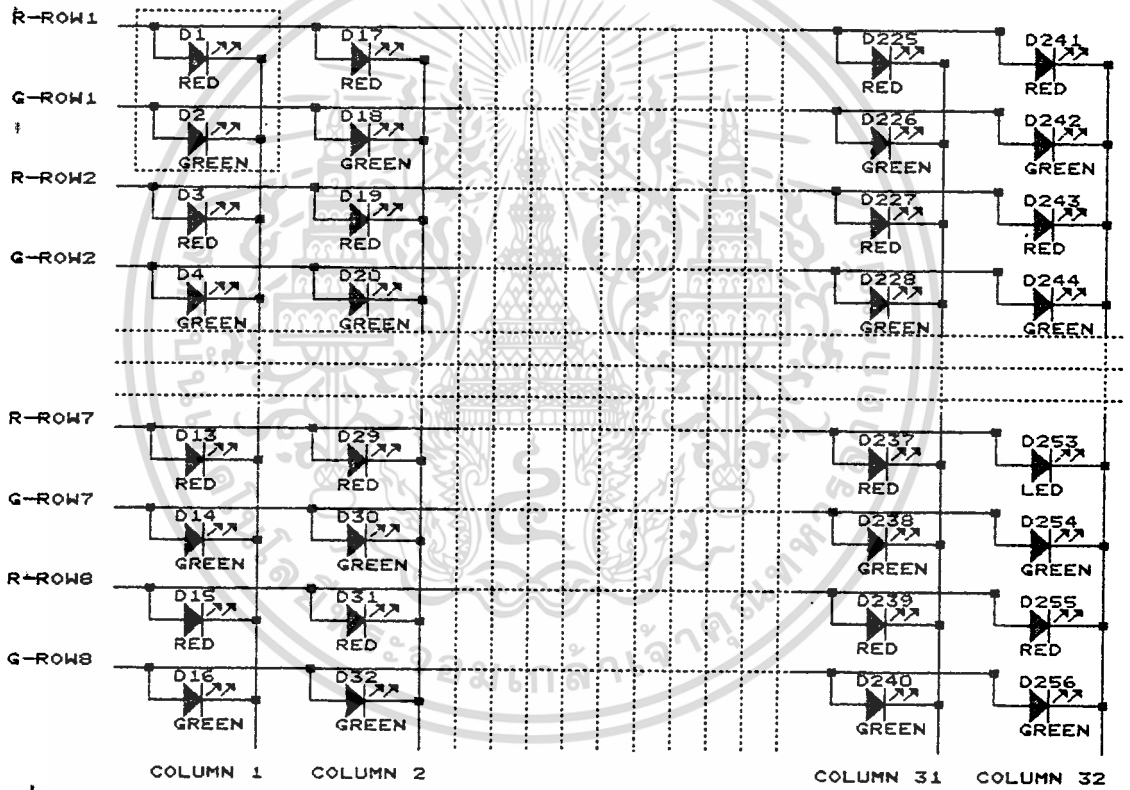 R-ROW1
D1 D17 D225 D241
RED RED RED RED
G-ROW1
D2 D18 D226 D242
GREEN GREEN GREEN GREEN
R-ROW2
D3 D19 D227 D243
RED RED RED RED
G-ROW2
D4 D20 D228 D244
GREEN GREEN GREEN GREEN
R-ROW7
D13 D29 D237 D253
RED RED RED LED
G-ROW7
D14 D30 D238 D254
GREEN GREEN GREEN GREEN
R-ROW8
D15 D31 D239 D255
RED RED RED RED
G-ROW8
D16 D32 D240 D256
GREEN GREEN GREEN GREEN
COLUMN 1 COLUMN 2 COLUMN 31 COLUMN 32